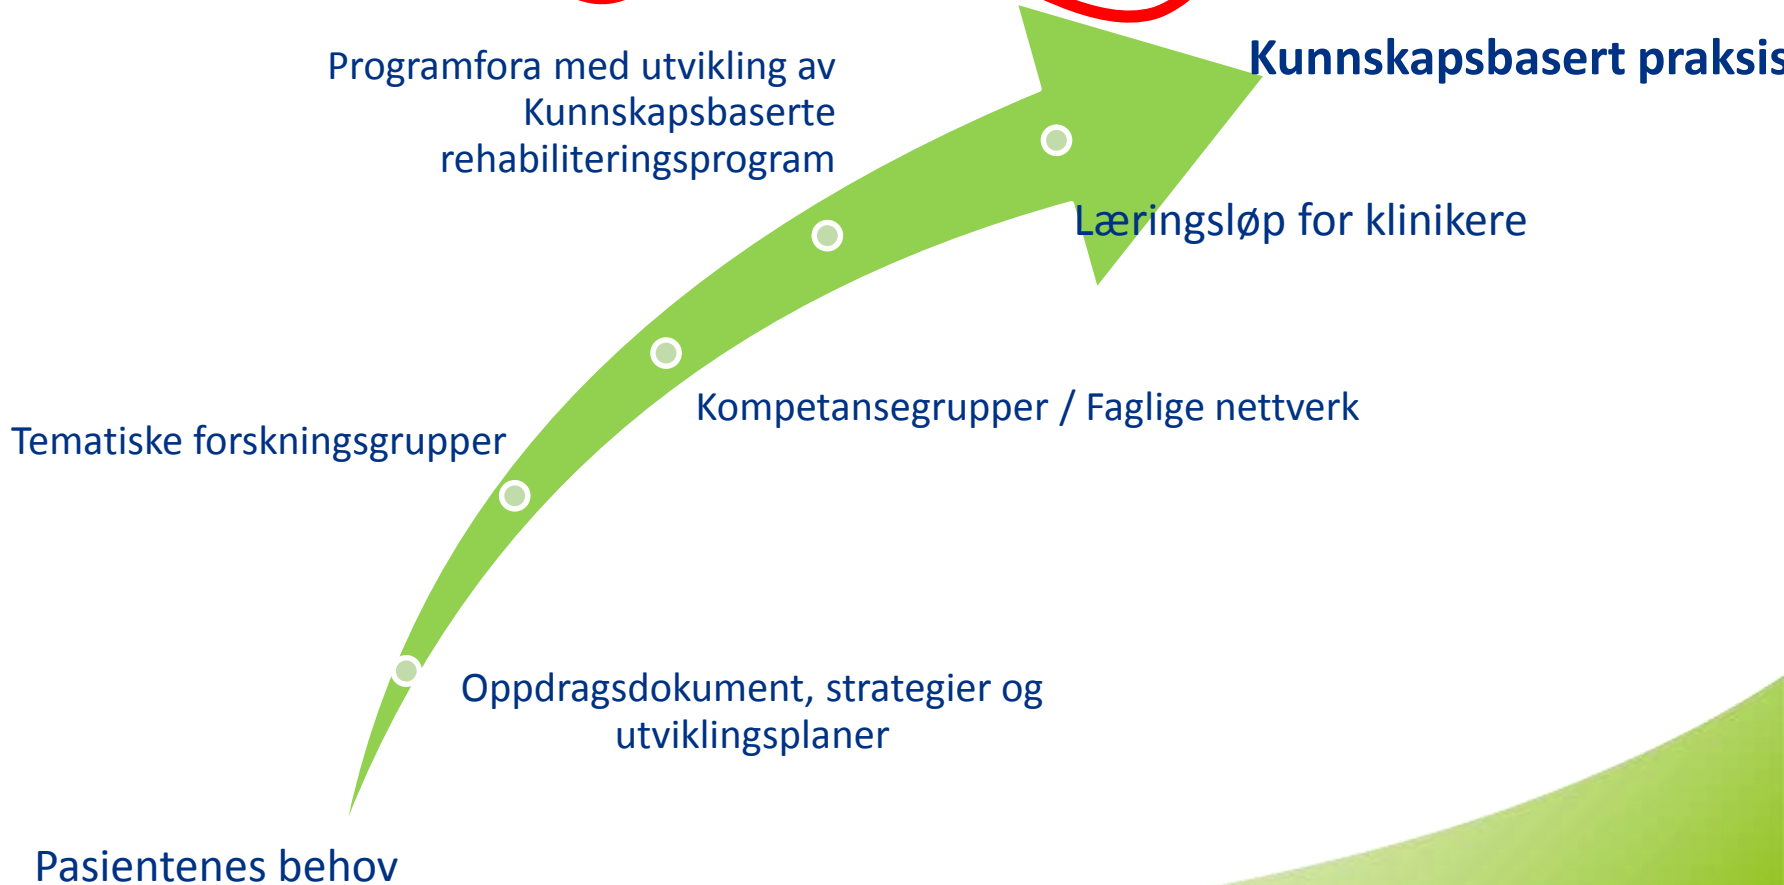 Kunnskapsbasert praksis
Programfora med utvikling av
Kunnskapsbaserte
rehabiliteringsprogram
Læringsløp for klinikere
Kompetansegrupper / Faglige nettverk
Tematiske forskningsgrupper
Oppdragsdokument, strategier og
utviklingsplaner
Pasientenes behov